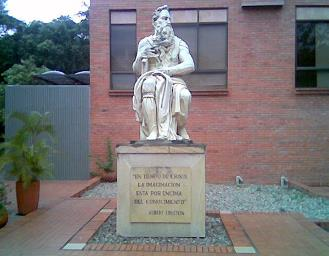 "EN TIEMPO DE CRISIS
LA IMAGINACION
ESTA POR ENCIMA
DEL CONOCIMIENTO"
ALBERT EINSTEIN